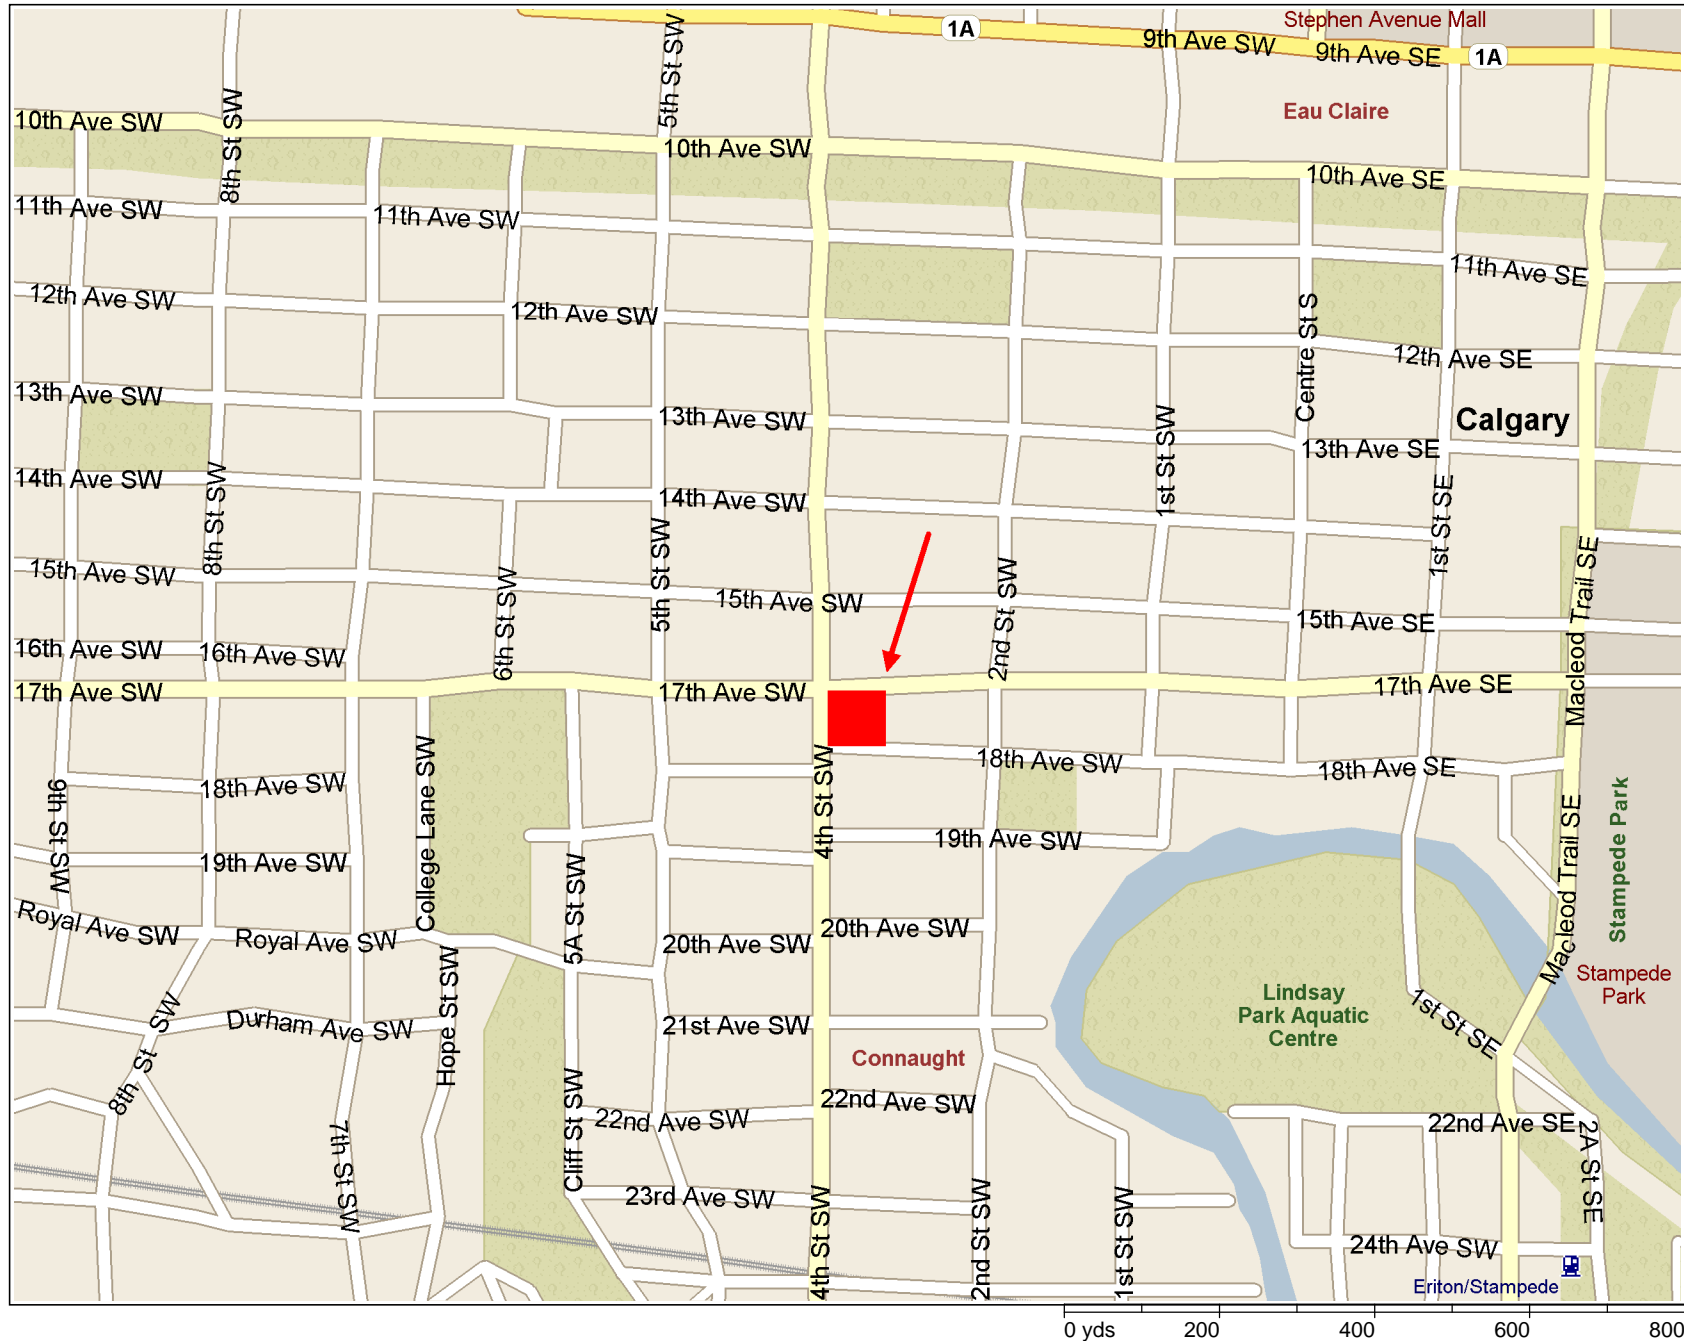 Stephen Avenue Mall
1A
9th Ave SW
9th Ave SE
1A
5th St SW
8th St SW
Eau Claire
10th Ave SW
10th Ave SW
10th Ave SE
11th Ave SW
11th Ave SW
11th Ave SE
12th Ave SW
12th Ave SW
Centre St S
12th Ave SE
13th Ave SW
13th Ave SW
1st St SW
Calgary
13th Ave SE
14th Ave SW
8th St SW
14th Ave SW
1st St SE
15th Ave SW
6th St SW
5th St SW
15th Ave SW
2nd St SW
15th Ave SE
Macleod Trail SE
16th Ave SW
16th Ave SW
17th Ave SW
17th Ave SW
17th Ave SE
18th Ave SW
College Lane SW
4th St SW
18th Ave SW
18th Ave SE
9th St SW
19th Ave SW
5A St SW
19th Ave SW
Macleod Trail SE
Stampede Park
Royal Ave SW
Royal Ave SW
20th Ave SW
20th Ave SW
Macleod
Stampede
Park
Hope St SW
8th St SW
Durham Ave SW
21st Ave SW
Lindsay
Park Aquatic
Centre
1st St SE
Connaught
Cliff St SW
22nd Ave SW
22nd Ave SW
22nd Ave SE
2A St SE
7th St SW
23rd Ave SW
4th St SW
2nd St SW
1st St SW
24th Ave SW
Erlton/Stampede
0 yds
200
400
600
800